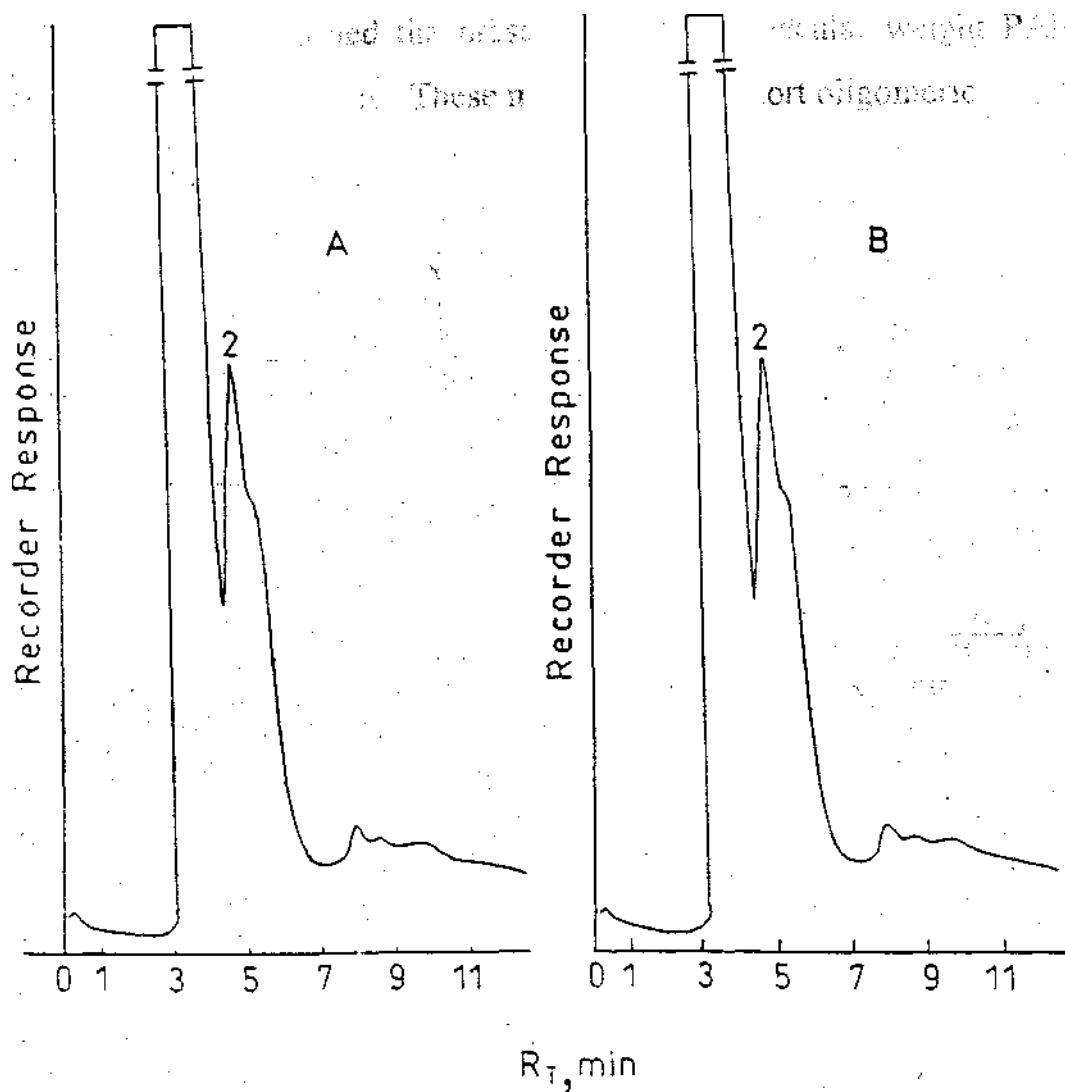 the
These
oligomeric
A
B
2
2
Recorder Response
Recorder Response
0 1 3 5 7 9 11
0 1 3 5 7 9 11
R_T, min